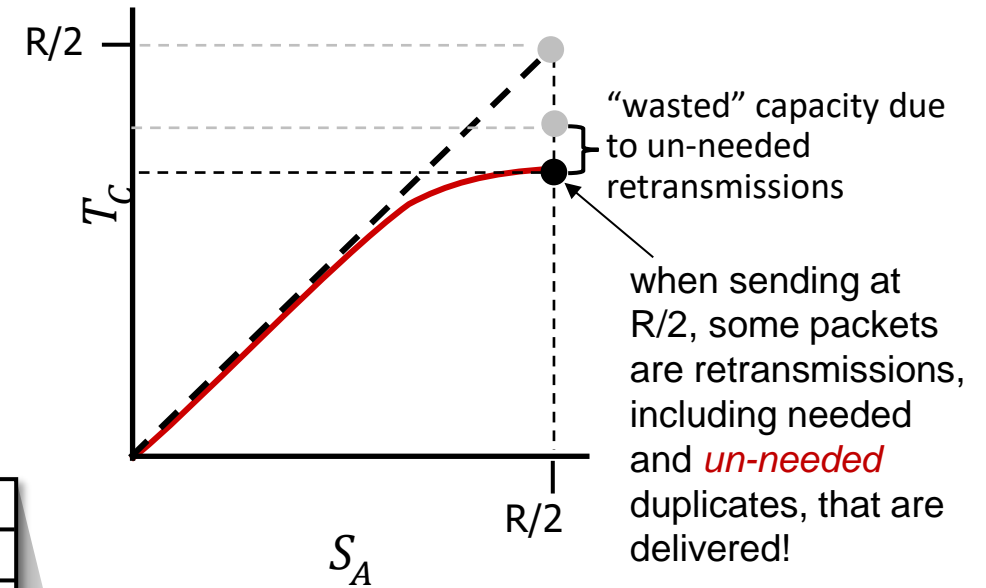 R/2
“wasted” capacity due
to un-needed
retransmissions
T_C
when sending at
R/2, some packets
are retransmissions,
including needed
and un-needed
duplicates, that are
delivered!
R/2
S_A